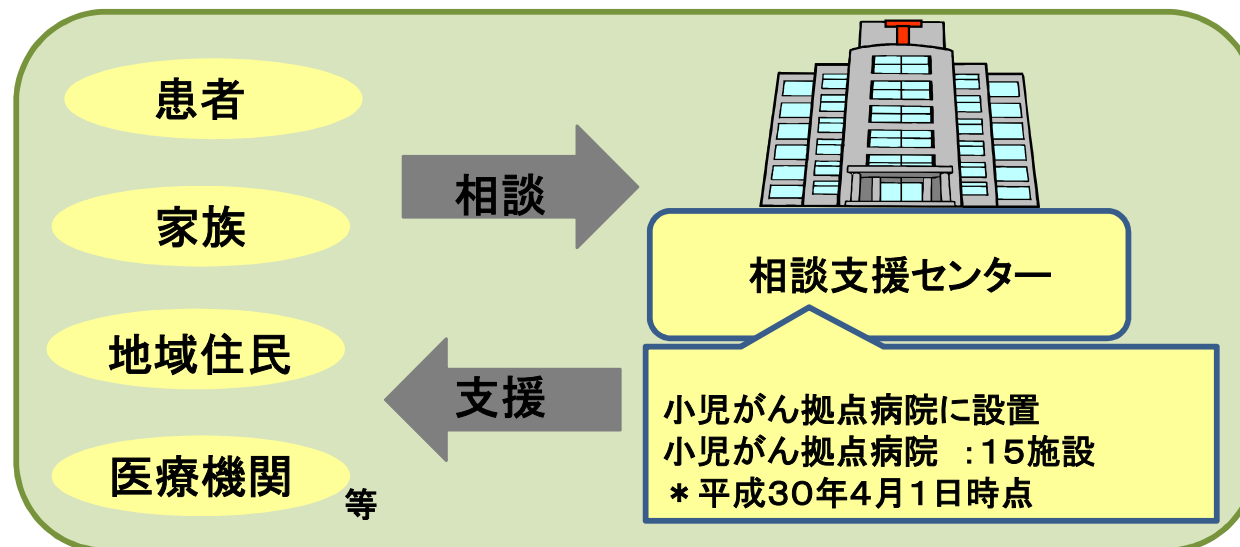 患者
家族
地域住民
医療機関
等
相談
支援
相談支援センター
小児がん拠点病院に設置
小児がん拠点病院　：１５施設
＊平成３０年４月１日時点